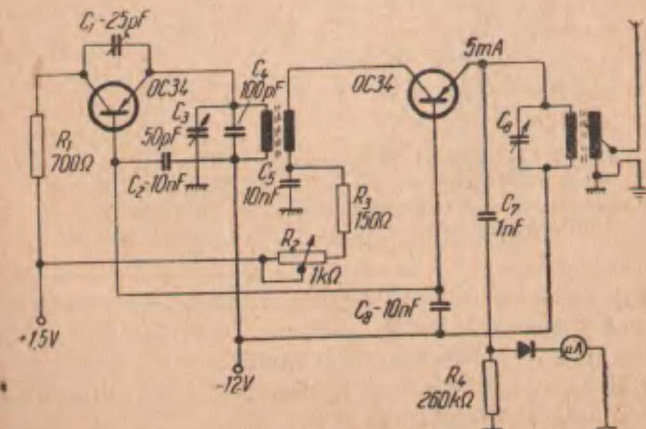 C1-25pF
OC34
R1
700Ω
C2-10nF
C3
50pF
C4
100pF
C5
10nF
R3
150Ω
R2
1kΩ
OC34
5mA
C6
C7
1nF
C8-10nF
+1,5V
-12V
R4
260kΩ
μA